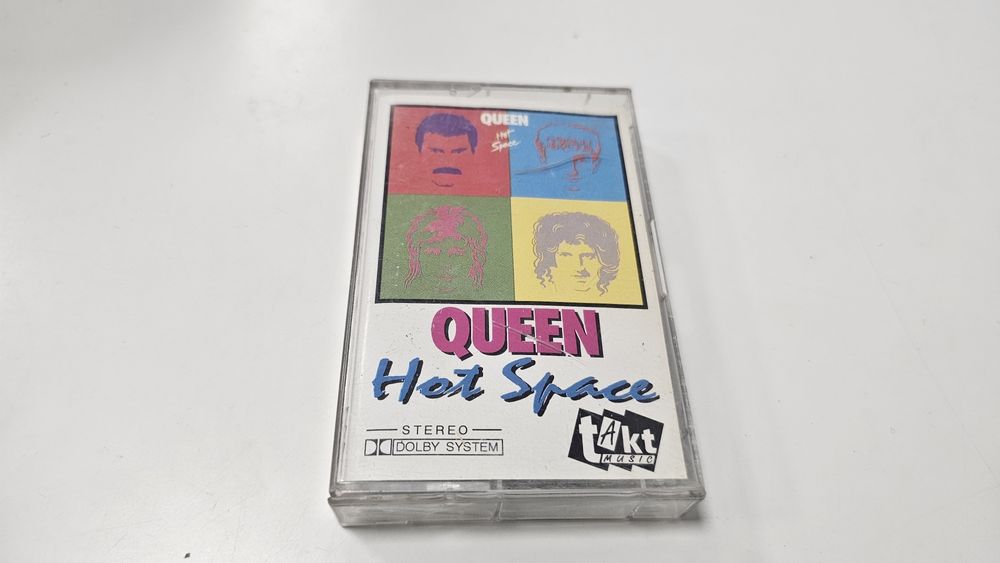 QUEEN
Hot
Space
QUEEN
Hot Space
STEREO
DOLBY SYSTEM
tAkt
MUSIC